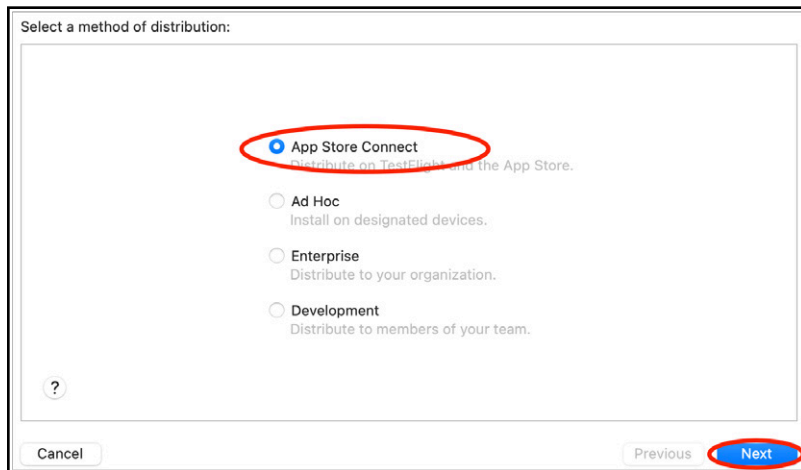 Select a method of distribution:
App Store Connect
Distribute on TestFlight and the App Store.
Ad Hoc
Install on designated devices.
Enterprise
Distribute to your organization.
Development
Distribute to members of your team.
?
Cancel Previous Next